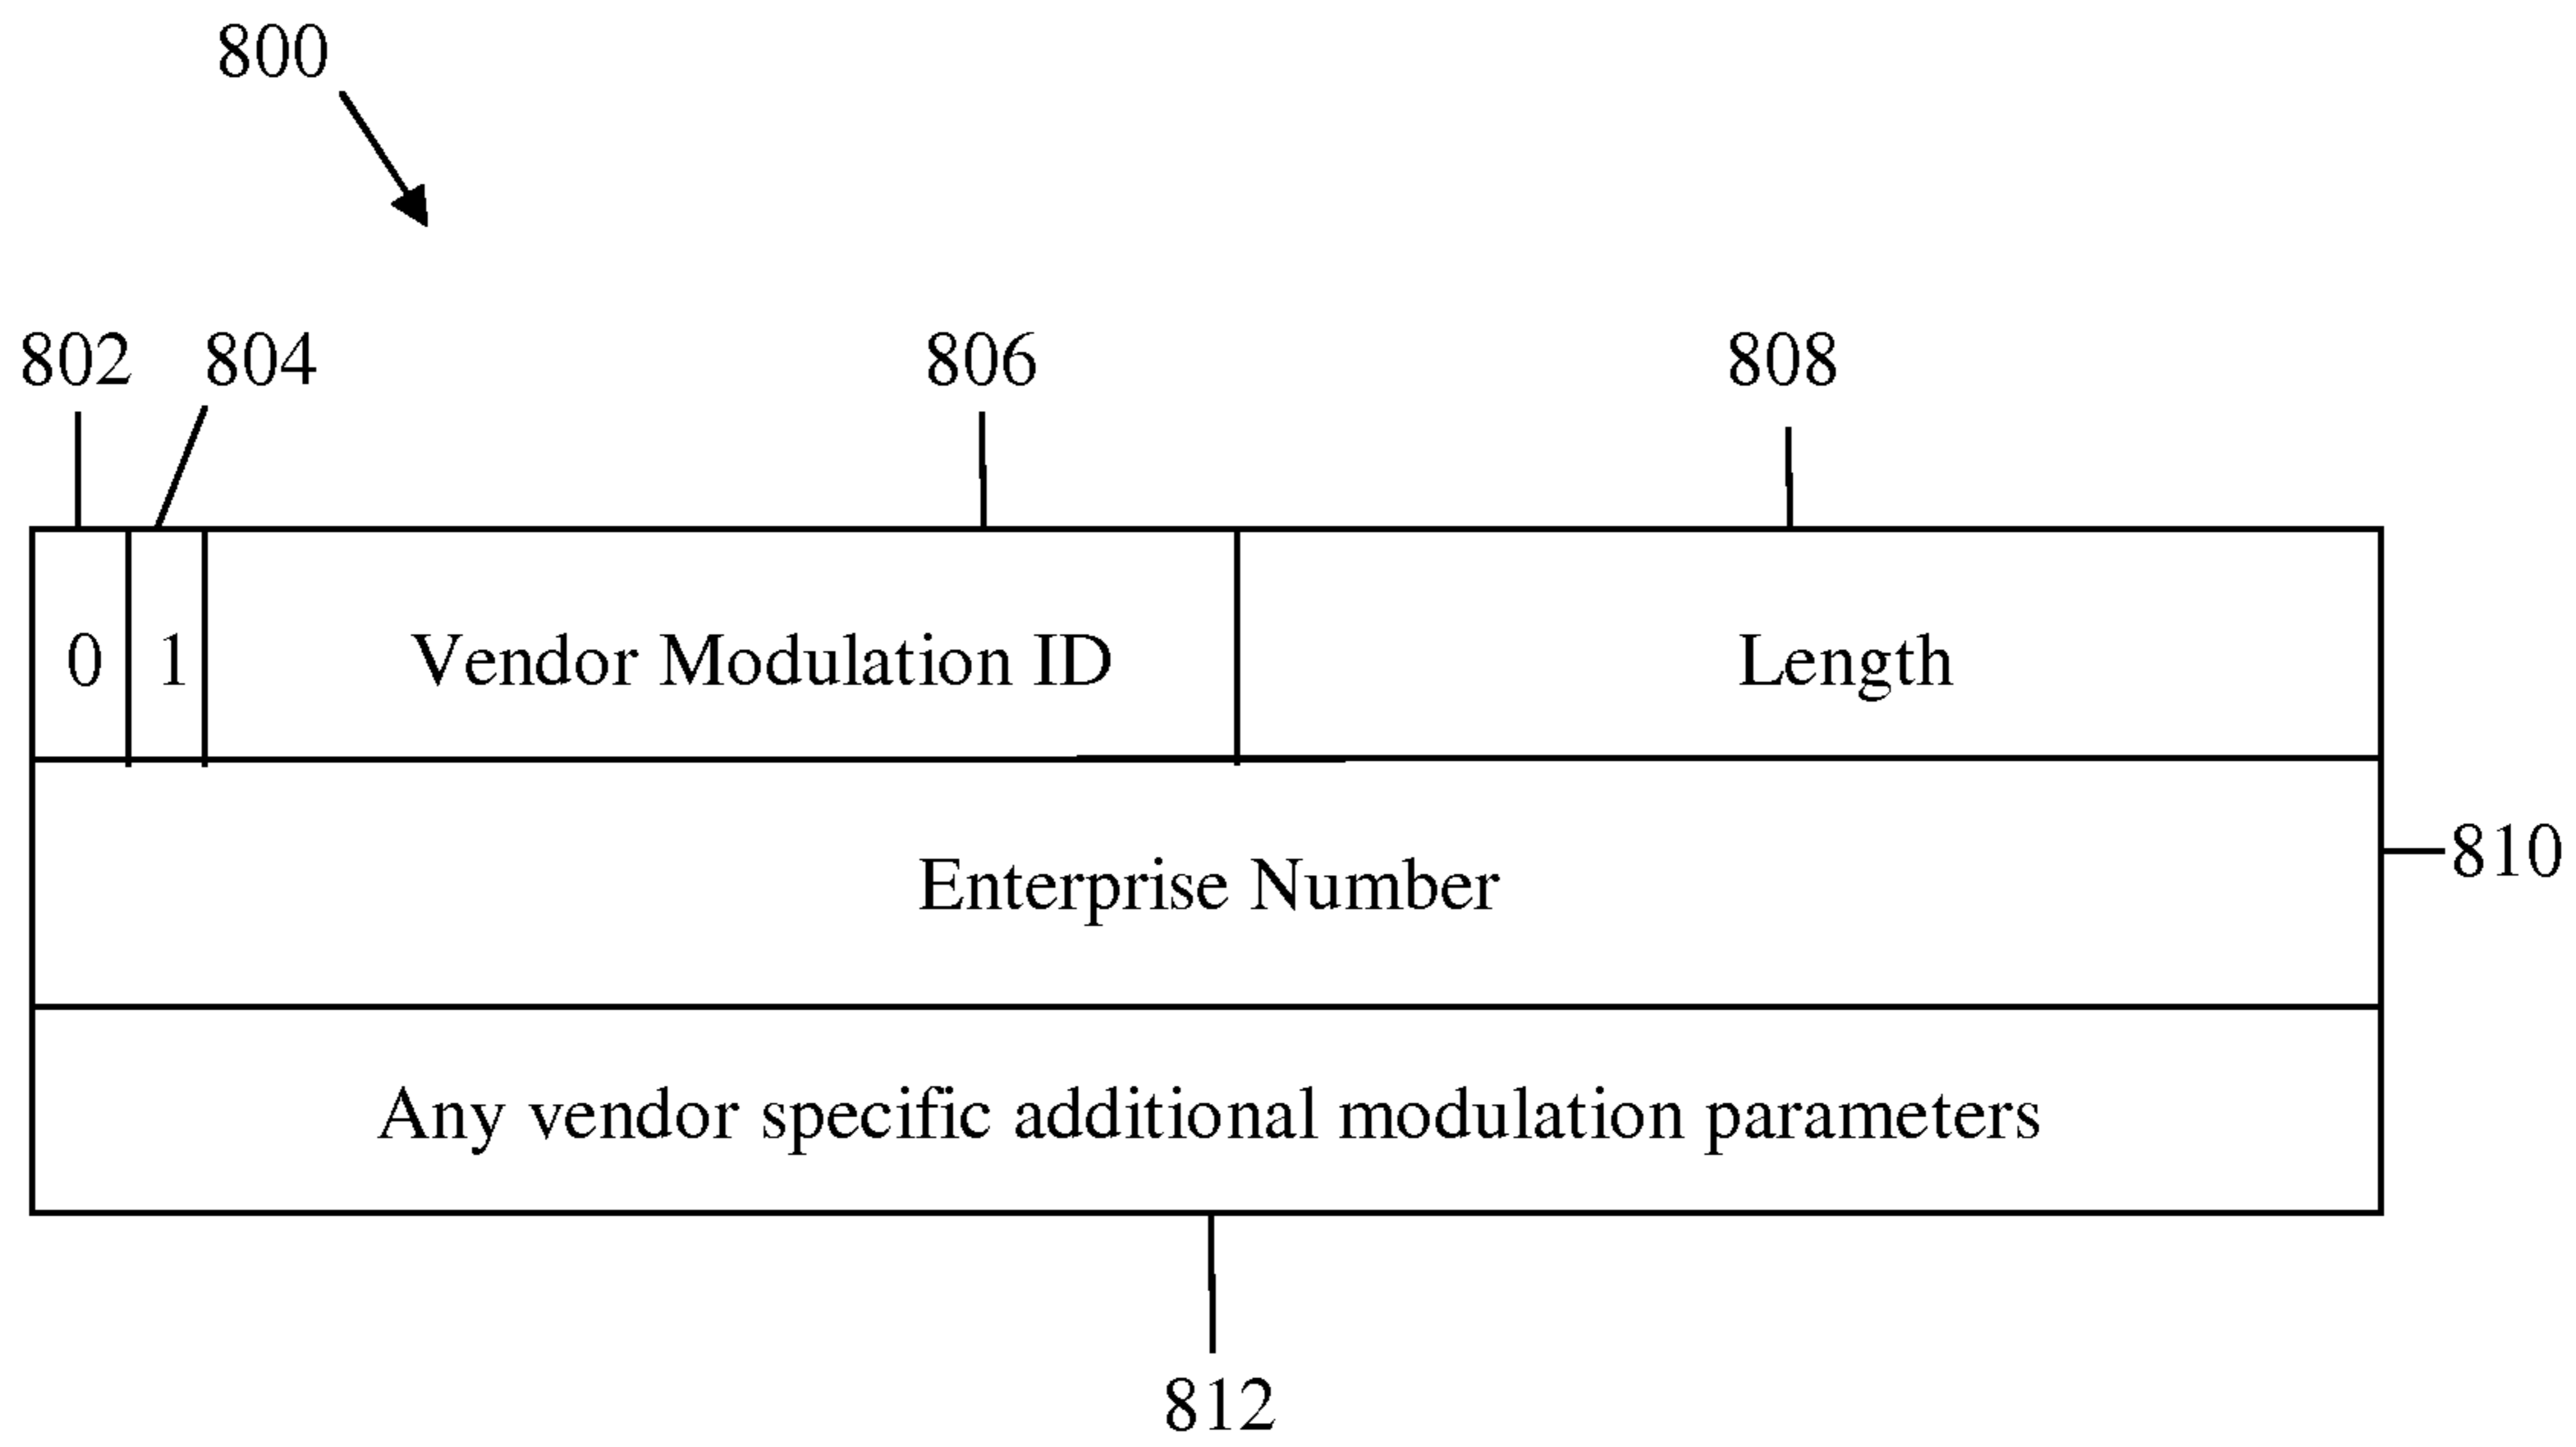 800
802 804 806 808
0 1 Vendor Modulation ID Length
Enterprise Number 810
Any vendor specific additional modulation parameters
812